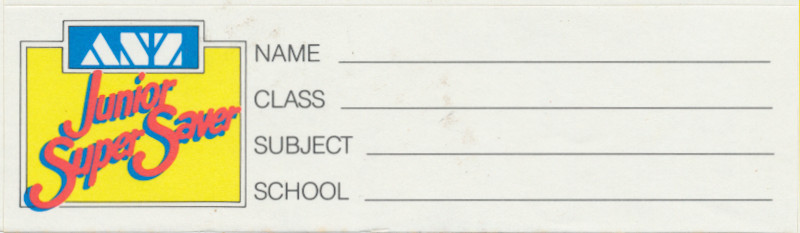 ANZ
Junior
Super Saver
NAME
CLASS
SUBJECT
SCHOOL